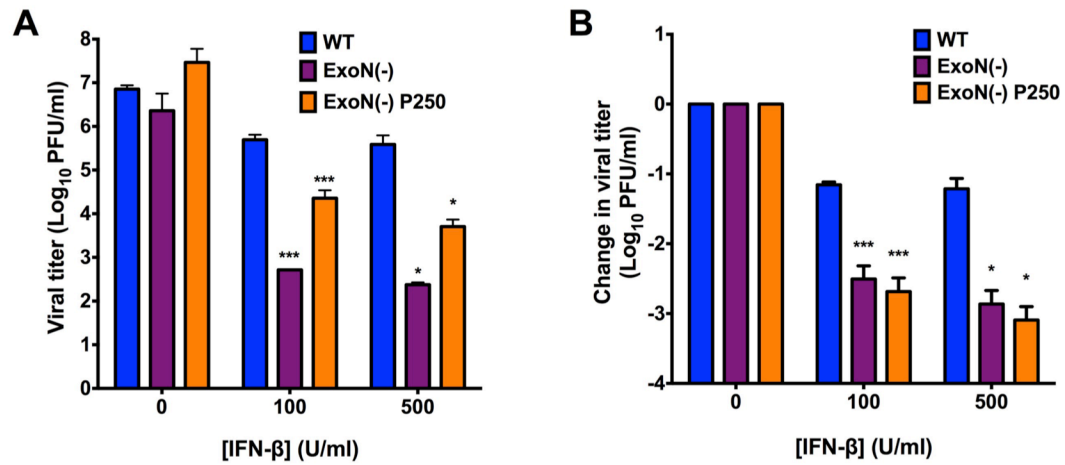 A
Viral titer (Log10 PFU/ml)
8
7
6
5
4
3
2
1
0
WT
ExoN(-)
ExoN(-) P250
***
***
*
*
0
100
500
[IFN-β] (U/ml)
B
Change in viral titer
(Log10 PFU/ml)
1
0
-1
-2
-3
-4
WT
ExoN(-)
ExoN(-) P250
***
***
*
*
0
100
500
[IFN-β] (U/ml)